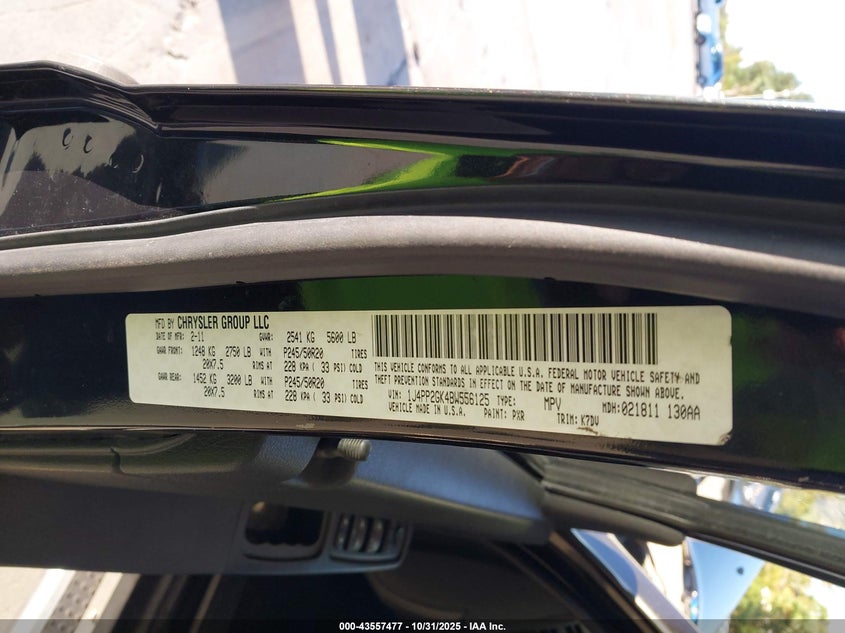 MFD BY CHRYSLER GROUP LLC
DATE OF MFR: 2-11 GVWR: 2541 KG 5600 LB
GAWR FRONT: 1248 KG 2750 LB WITH P245/50R20 TIRES
20X7.5 RIMS AT 228 KPA ( 33 PSI) COLD
GAWR REAR: 1452 KG 3200 LB WITH P245/50R20 TIRES
20X7.5 RIMS AT 228 KPA ( 33 PSI) COLD
THIS VEHICLE CONFORMS TO ALL APPLICABLE U.S.A. FEDERAL MOTOR VEHICLE SAFETY AND
THEFT PREVENTION STANDARDS IN EFFECT ON THE DATE OF MANUFACTURE SHOWN ABOVE.
VIN: 1J4PP2GK4BW556125 TYPE: MPV MDH:021811 130AA
VEHICLE MADE IN U.S.A. PAINT: PXR TRIM: K7DV
000-43557477 - 10/31/2025 - IAA Inc.